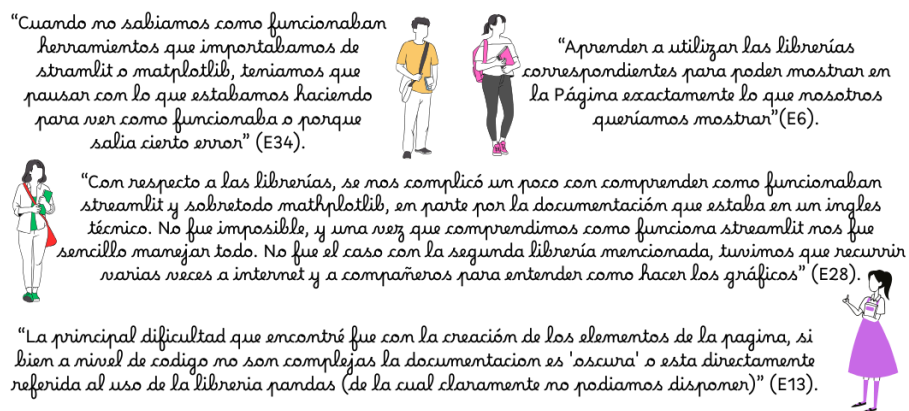 “Cuando no sabiamos como funcionaban
herramientos que importabamos de
stramlit o matplotlib, teniamos que
pausar con lo que estabamos haciendo
para ver como funcionaba o porque
salia cierto error” (E34).
“Aprender a utilizar las librerías
correspondientes para poder mostrar en
la Página exactamente lo que nosotros
queríamos mostrar”(E6).
“Con respecto a las librerías, se nos complicó un poco con comprender como funcionaban
streamlit y sobretodo mathplotlib, en parte por la documentación que estaba en un ingles
técnico. No fue imposible, y una vez que comprendimos como funciona streamlit nos fue
sencillo manejar todo. No fue el caso con la segunda librería mencionada, tuvimos que recurrir
varias veces a internet y a compañeros para entender como hacer los gráficos” (E28).
“La principal dificultad que encontré fue con la creación de los elementos de la pagina, si
bien a nivel de codigo no son complejas la documentacion es 'oscura' o esta directamente
referida al uso de la libreria pandas (de la cual claramente no podiamos disponer)” (E13).